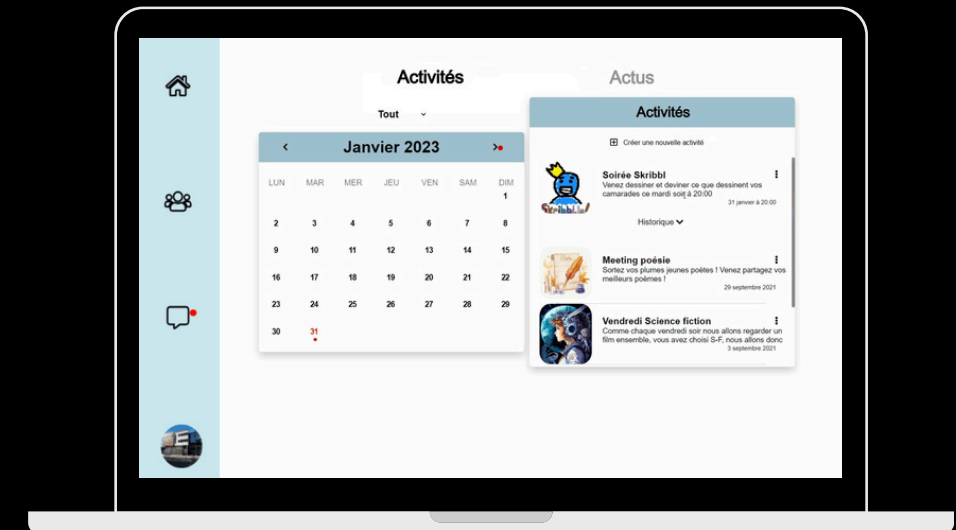 Activités
Actus
Tout
Janvier 2023
LUN MAR MER JEU VEN SAM DIM
1
2 3 4 5 6 7 8
9 10 11 12 13 14 15
16 17 18 19 20 21 22
23 24 25 26 27 28 29
30 31
Activités
Créer une nouvelle activité
Skribbl.io!
Soirée Skribbl
Venez dessiner et deviner ce que dessinent vos
camarades ce mardi soir à 20:00
31 janvier à 20:00
Historique
Meeting poésie
Sortez vos plumes jeunes poètes ! Venez partagez vos
meilleurs poèmes !
29 septembre 2021
Vendredi Science fiction
Comme chaque vendredi soir nous allons regarder un
film ensemble, vous avez choisi S-F, nous allons donc
3 septembre 2021